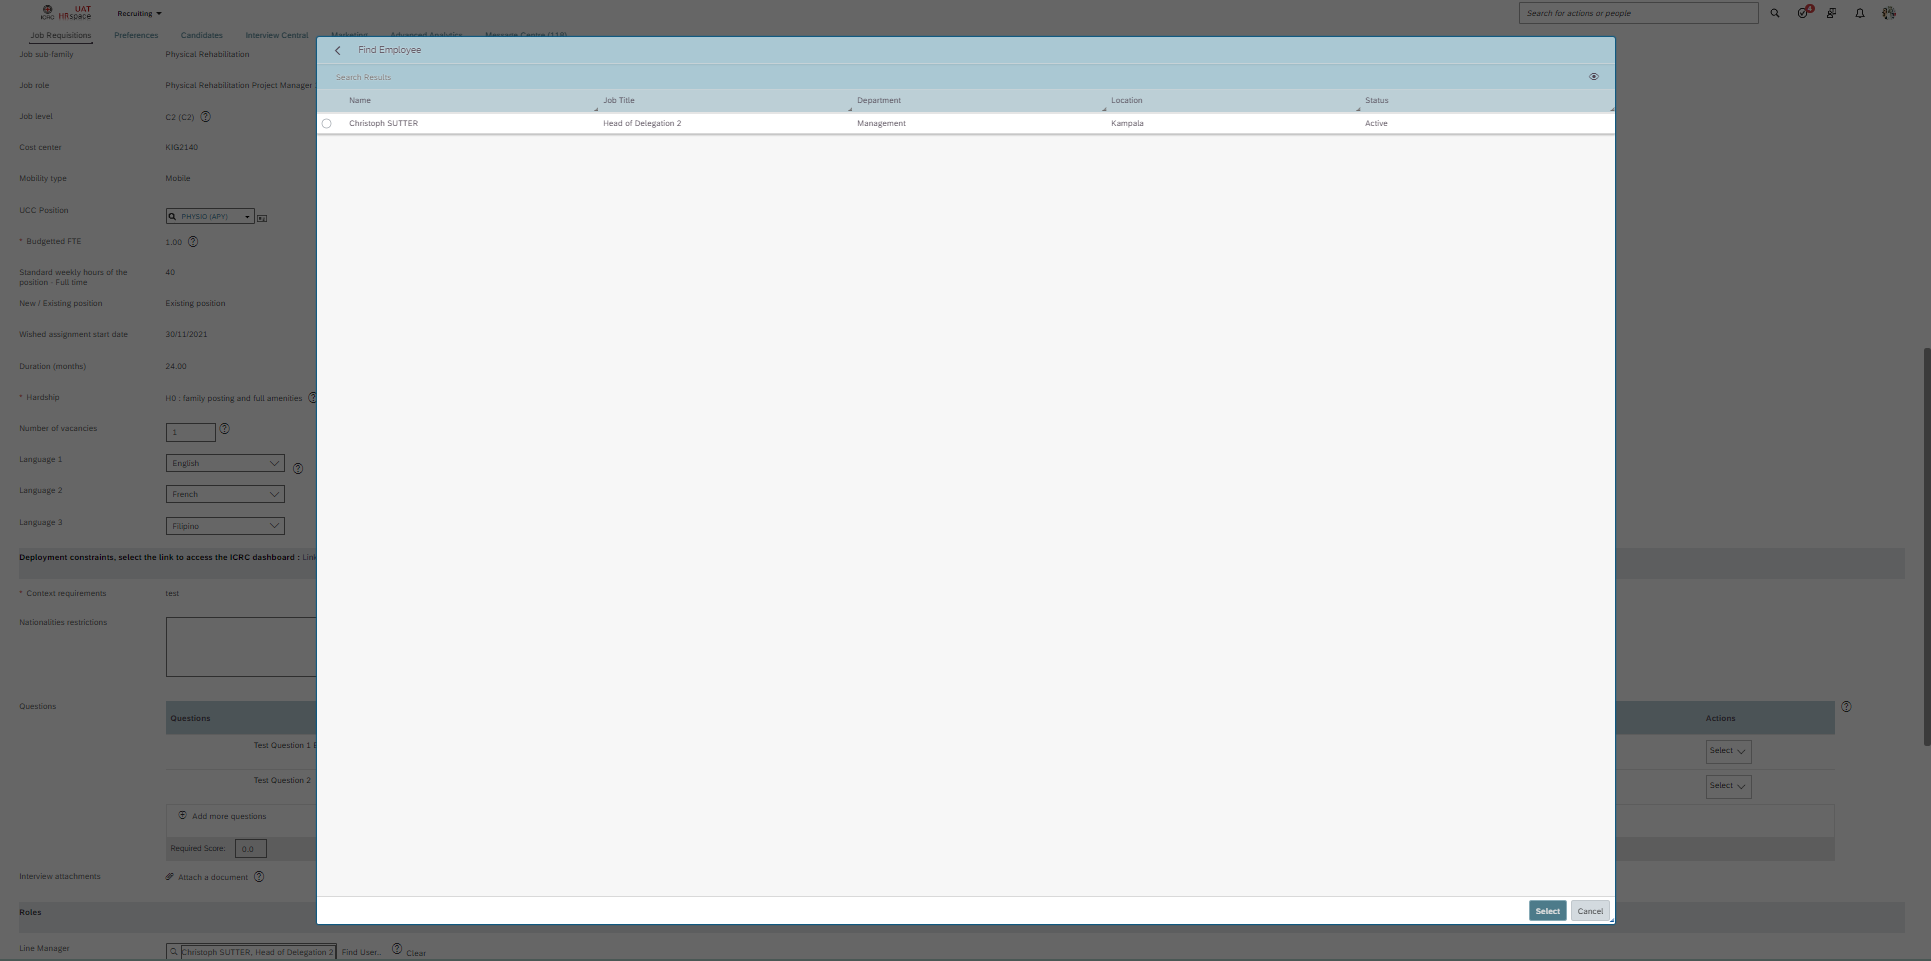 UAT
ICRC HRspace
Recruiting
Search for actions or people
4
Job Requisitions
Preferences
Candidates
Interview Central
Marketing
Advanced Analytics
Message Centre (118)
Job sub-family
Physical Rehabilitation
Job role
Physical Rehabilitation Project Manager
Job level
C2 (C2)
Cost center
Mobility type
Mobile
UCC Position
PHYSIO (APY)
* Budgetted FTE
1.00
Standard weekly hours of the
position - Full time
40
New / Existing position
Existing position
Wished assignment start date
30/11/2021
Duration (months)
24.00
* Hardship
H0 : family posting and full amenities
Number of vacancies
1
Language 1
English
Language 2
French
Language 3
Filipino
Deployment constraints, select the link to access the ICRC dashboard : Link
* Context requirements
test
Nationalities restrictions
Questions
Questions
Actions
Test Question 1
Select
Test Question 2
Select
Add more questions
Required Score:
0.0
Interview attachments
Attach a document
Roles
Line Manager
Christoph SUTTER, Head of Delegation 2
Find User..
Clear
Find Employee
Search Results
Name
Job Title
Department
Location
Status
Christoph SUTTER
Head of Delegation 2
Management
Kampala
Active
Select
Cancel